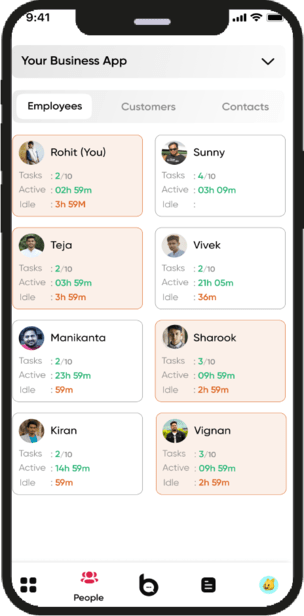 9:41
Your Business App
Employees Customers Contacts
Rohit (You)
Tasks : 2/10
Active : 02h 59m
Idle : 3h 59M
Sunny
Tasks : 4/10
Active : 03h 09m
Idle :
Teja
Tasks : 2/10
Active : 03h 59m
Idle : 3h 59m
Vivek
Tasks : 2/10
Active : 21h 05m
Idle : 36m
Manikanta
Tasks : 2/10
Active : 23h 59m
Idle : 59m
Sharook
Tasks : 3/10
Active : 09h 59m
Idle : 2h 59m
Kiran
Tasks : 2/10
Active : 14h 59m
Idle : 59m
Vignan
Tasks : 3/10
Active : 09h 59m
Idle : 2h 59m
People